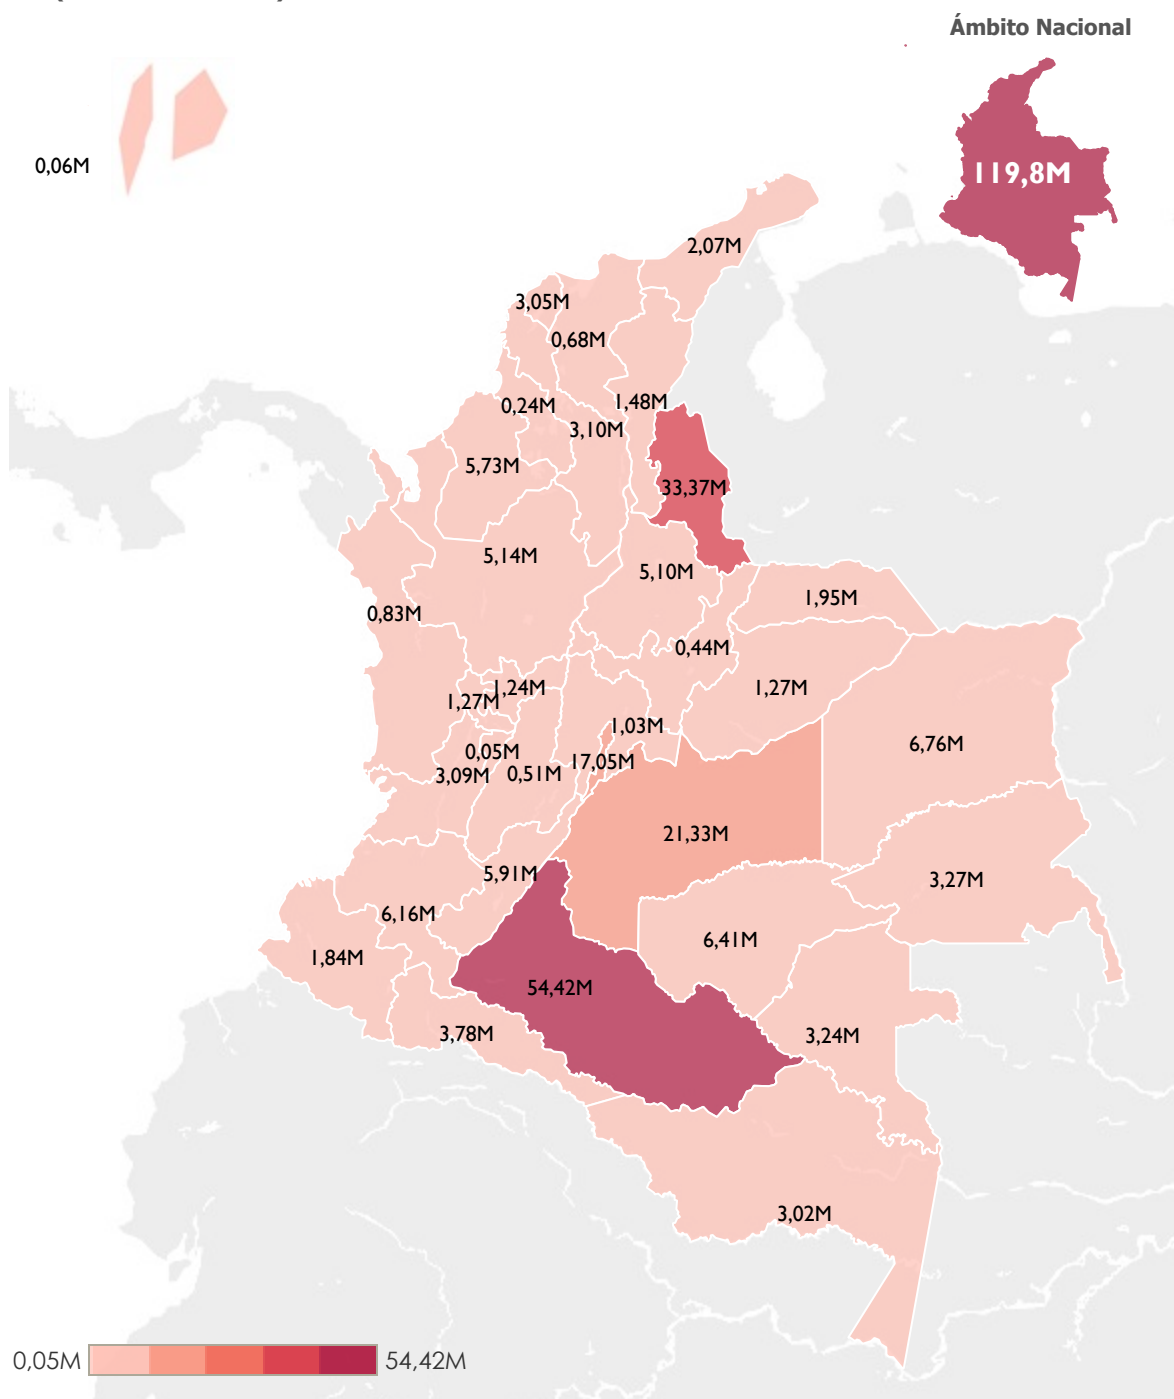 Ámbito Nacional
119,8M
0,06M
2,07M
3,05M
0,68M
1,48M
0,24M
3,10M
5,73M
33,37M
5,14M
5,10M
1,95M
0,83M
0,44M
1,24M
1,27M
1,27M
1,03M
6,76M
0,05M
17,05M
3,09M
0,51M
21,33M
5,91M
3,27M
6,16M
6,41M
1,84M
54,42M
3,78M
3,24M
3,02M
0,05M
54,42M